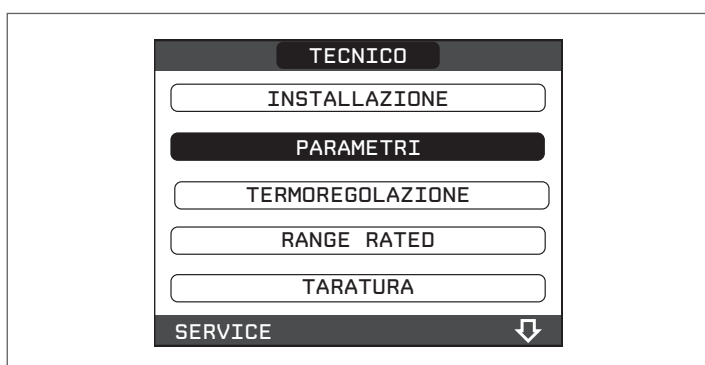 TECNICO
INSTALLAZIONE
PARAMETRI
TERMOREGOLAZIONE
RANGE RATED
TARATURA
SERVICE